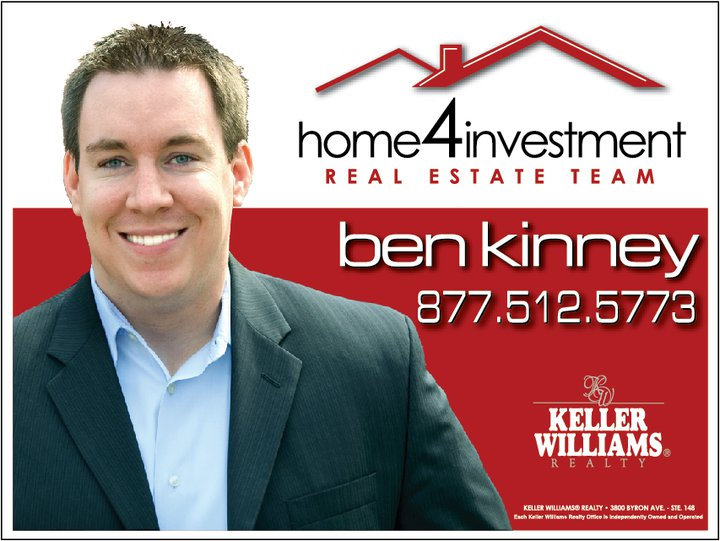 home4investment
REAL ESTATE TEAM
ben kinney
877.512.5773
KW
KELLER
WILLIAMS®
REALTY
KELLER WILLIAMS® REALTY • 3800 BYRON AVE. - STE. 148
Each Keller Williams Realty Office is Independently Owned and Operated